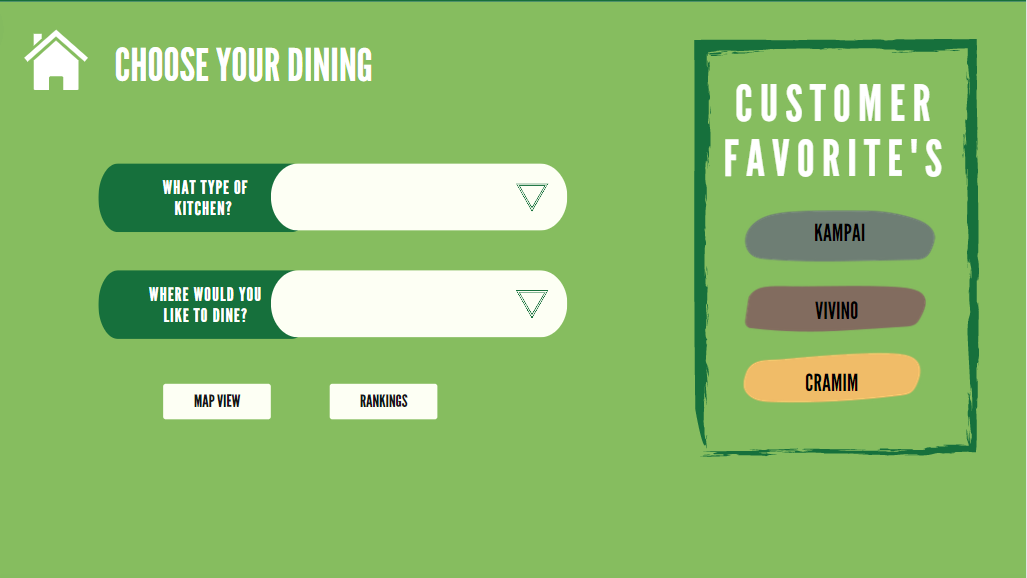 CHOOSE YOUR DINING
WHAT TYPE OF
KITCHEN?
WHERE WOULD YOU
LIKE TO DINE?
MAP VIEW
RANKINGS
CUSTOMER
FAVORITE'S
KAMPAI
VIVINO
CRAMIM